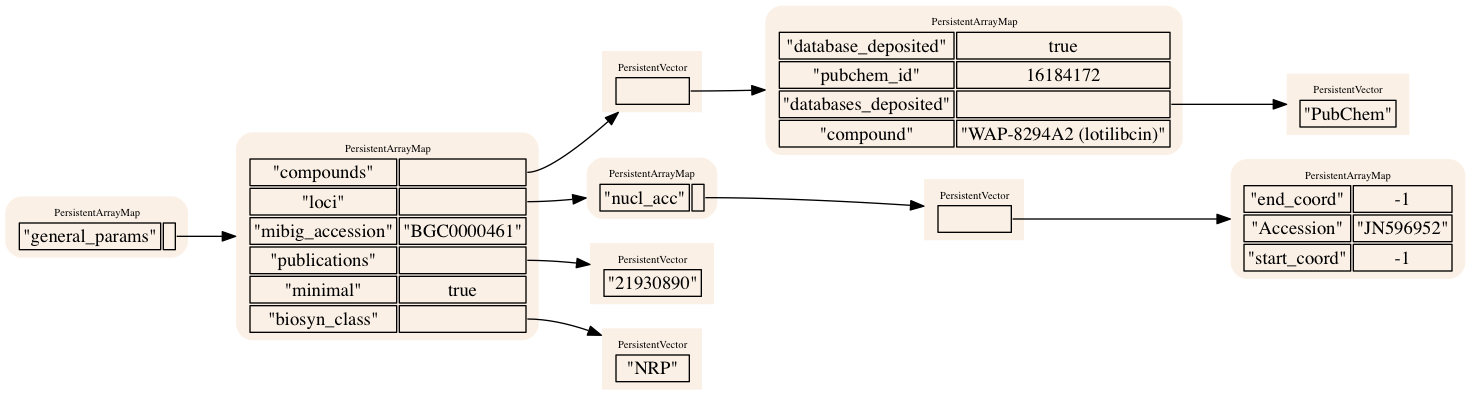 PersistentArrayMap
"general_params"
PersistentArrayMap
"compounds"
"loci"
"mibig_accession" "BGC0000461"
"publications"
"minimal" true
"biosyn_class"
PersistentVector
PersistentArrayMap
"database_deposited" true
"pubchem_id" 16184172
"databases_deposited"
"compound" "WAP-8294A2 (lotilibcin)"
PersistentVector
"PubChem"
PersistentArrayMap
"nucl_acc"
PersistentVector
PersistentArrayMap
"end_coord" -1
"Accession" "JN596952"
"start_coord" -1
PersistentVector
"21930890"
PersistentVector
"NRP"